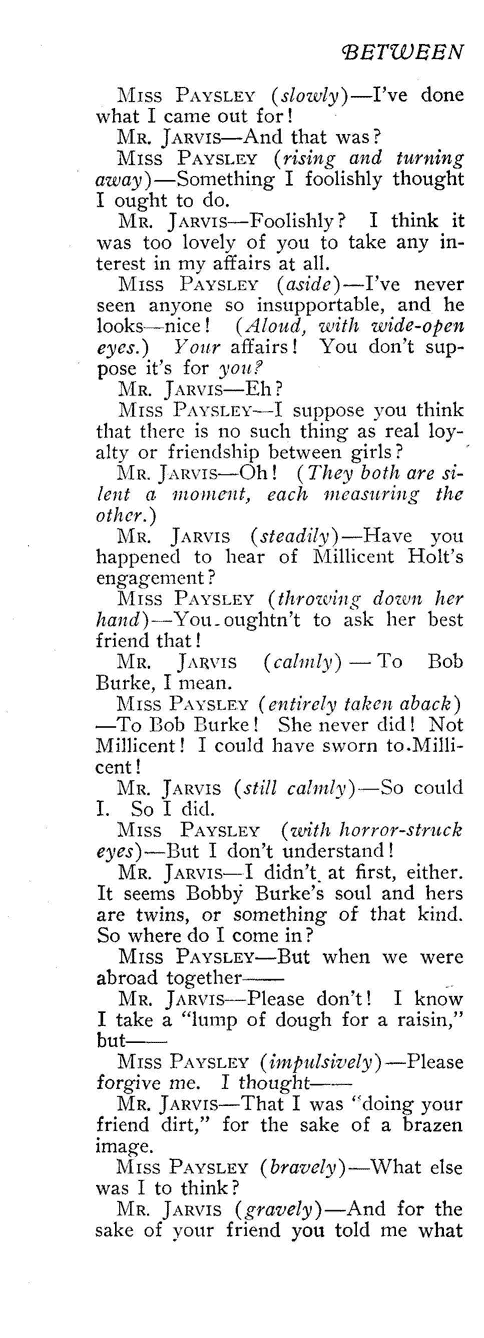 BETWEEN
MISS PAYSLEY (slowly)—I've done
what I came out for!
MR. JARVIS—And that was?
MISS PAYSLEY (rising and turning
away)—Something I foolishly thought
I ought to do.
MR. JARVIS—Foolishly? I think it
was too lovely of you to take any in-
terest in my affairs at all.
MISS PAYSLEY (aside)—I've never
seen anyone so insupportable, and he
looks—nice! (Aloud, with wide-open
eyes.) Your affairs! You don't sup-
pose it's for you?
MR. JARVIS—Eh?
MISS PAYSLEY—I suppose you think
that there is no such thing as real loy-
alty or friendship between girls?
MR. JARVIS—Oh! (They both are si-
lent a moment, each measuring the
other.)
MR. JARVIS (steadily)—Have you
happened to hear of Millicent Holt's
engagement?
MISS PAYSLEY (throwing down her
hand)—You oughtn't to ask her best
friend that!
MR. JARVIS (calmly)—To Bob
Burke, I mean.
MISS PAYSLEY (entirely taken aback)
—To Bob Burke! She never did! Not
Millicent! I could have sworn to Milli-
cent!
MR. JARVIS (still calmly)—So could
I. So I did.
MISS PAYSLEY (with horror-struck
eyes)—But I don't understand!
MR. JARVIS—I didn't at first, either.
It seems Bobby Burke's soul and hers
are twins, or something of that kind.
So where do I come in?
MISS PAYSLEY—But when we were
abroad together——
MR. JARVIS—Please don't! I know
I take a "lump of dough for a raisin,"
but——
MISS PAYSLEY (impulsively)—Please
forgive me. I thought——
MR. JARVIS—That I was "doing your
friend dirt," for the sake of a brazen
image.
MISS PAYSLEY (bravely)—What else
was I to think?
MR. JARVIS (gravely)—And for the
sake of your friend you told me what